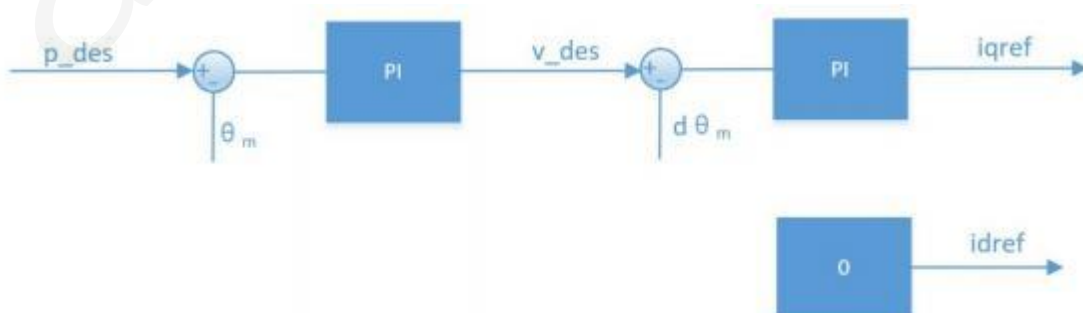 p_des
+
-
θ m
PI
v_des
+
-
d θ m
PI
iqref
0
idref